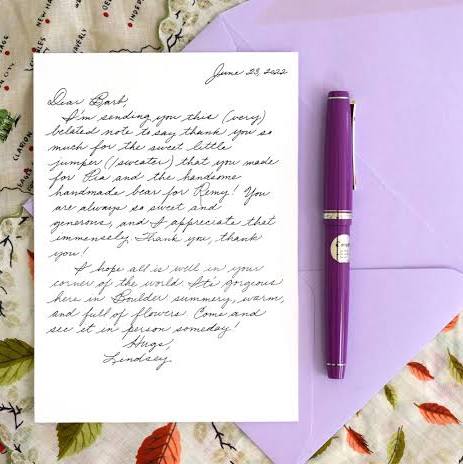 June 23, 2022
Dear Barb,
I'm sending you this (very)
belated note to say thank you so
much for the sweet little
jumper (/sweater) that you made
for Pia and the handsome
handmade bear for Remy! You
are always so sweet and
generous, and I appreciate that
immensely. Thank you, thank
you!
I hope all is well in your
corner of the world. It's gorgeous
here in Boulder summery, warm,
and full of flowers. Come and
see it in person someday!
Hugs,
Lindsey
CLARION